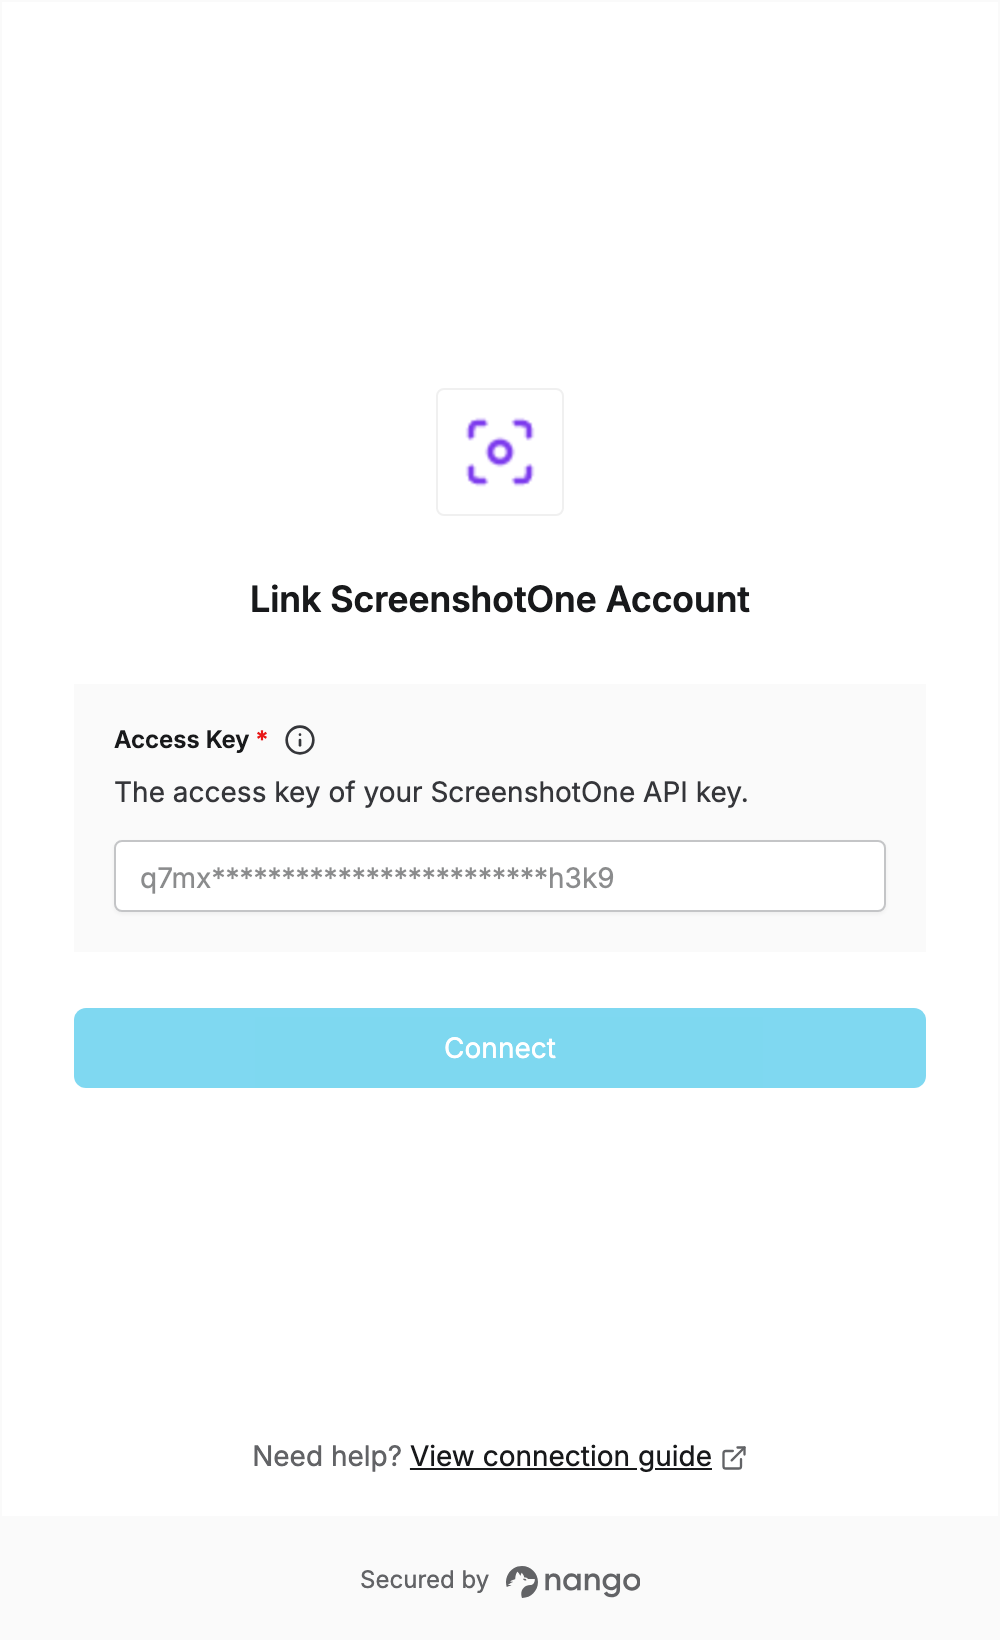 Link ScreenshotOne Account
Access Key *
The access key of your ScreenshotOne API key.
q7mx************************h3k9
Connect
Need help? View connection guide
Secured by nango